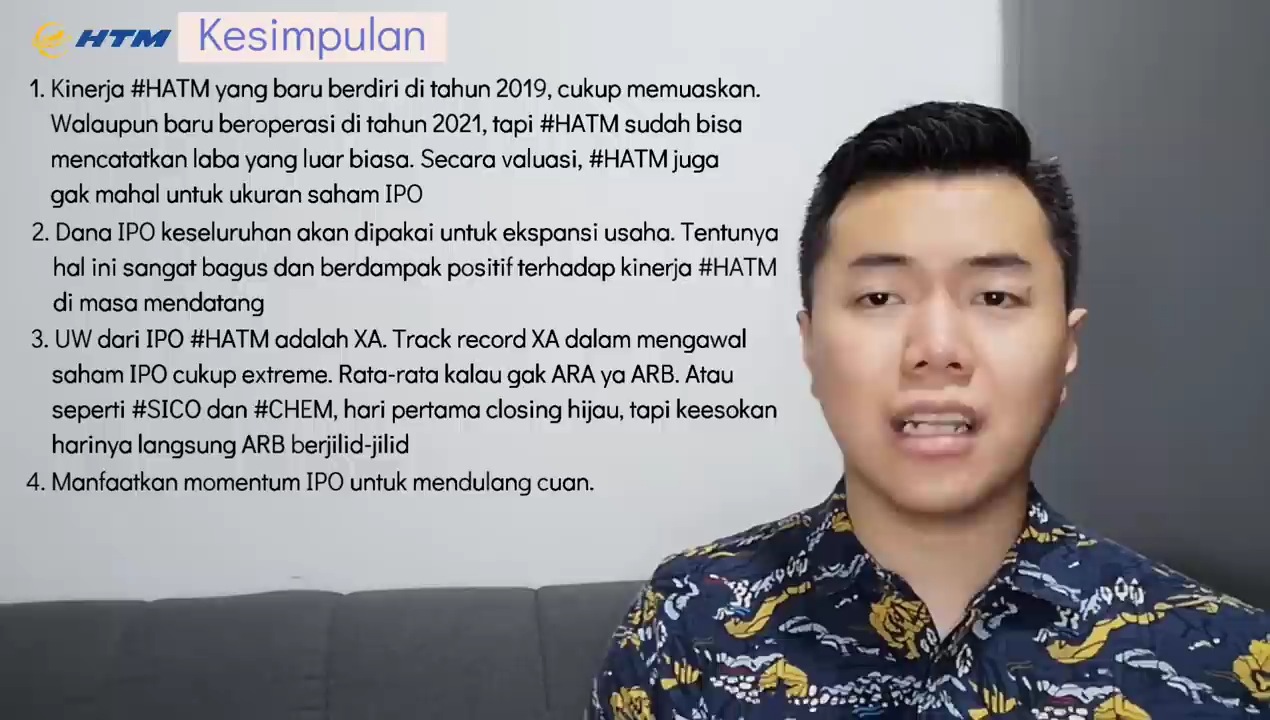 HTM Kesimpulan
1. Kinerja #HATM yang baru berdiri di tahun 2019, cukup memuaskan.
Walaupun baru beroperasi di tahun 2021, tapi #HATM sudah bisa
mencatatkan laba yang luar biasa. Secara valuasi, #HATM juga
gak mahal untuk ukuran saham IPO
2. Dana IPO keseluruhan akan dipakai untuk ekspansi usaha. Tentunya
hal ini sangat bagus dan berdampak positif terhadap kinerja #HATM
di masa mendatang
3. UW dari IPO #HATM adalah XA. Track record XA dalam mengawal
saham IPO cukup extreme. Rata-rata kalau gak ARA ya ARB. Atau
seperti #SICO dan #CHEM, hari pertama closing hijau, tapi keesokan
harinya langsung ARB berjilid-jilid
4. Manfaatkan momentum IPO untuk mendulang cuan.